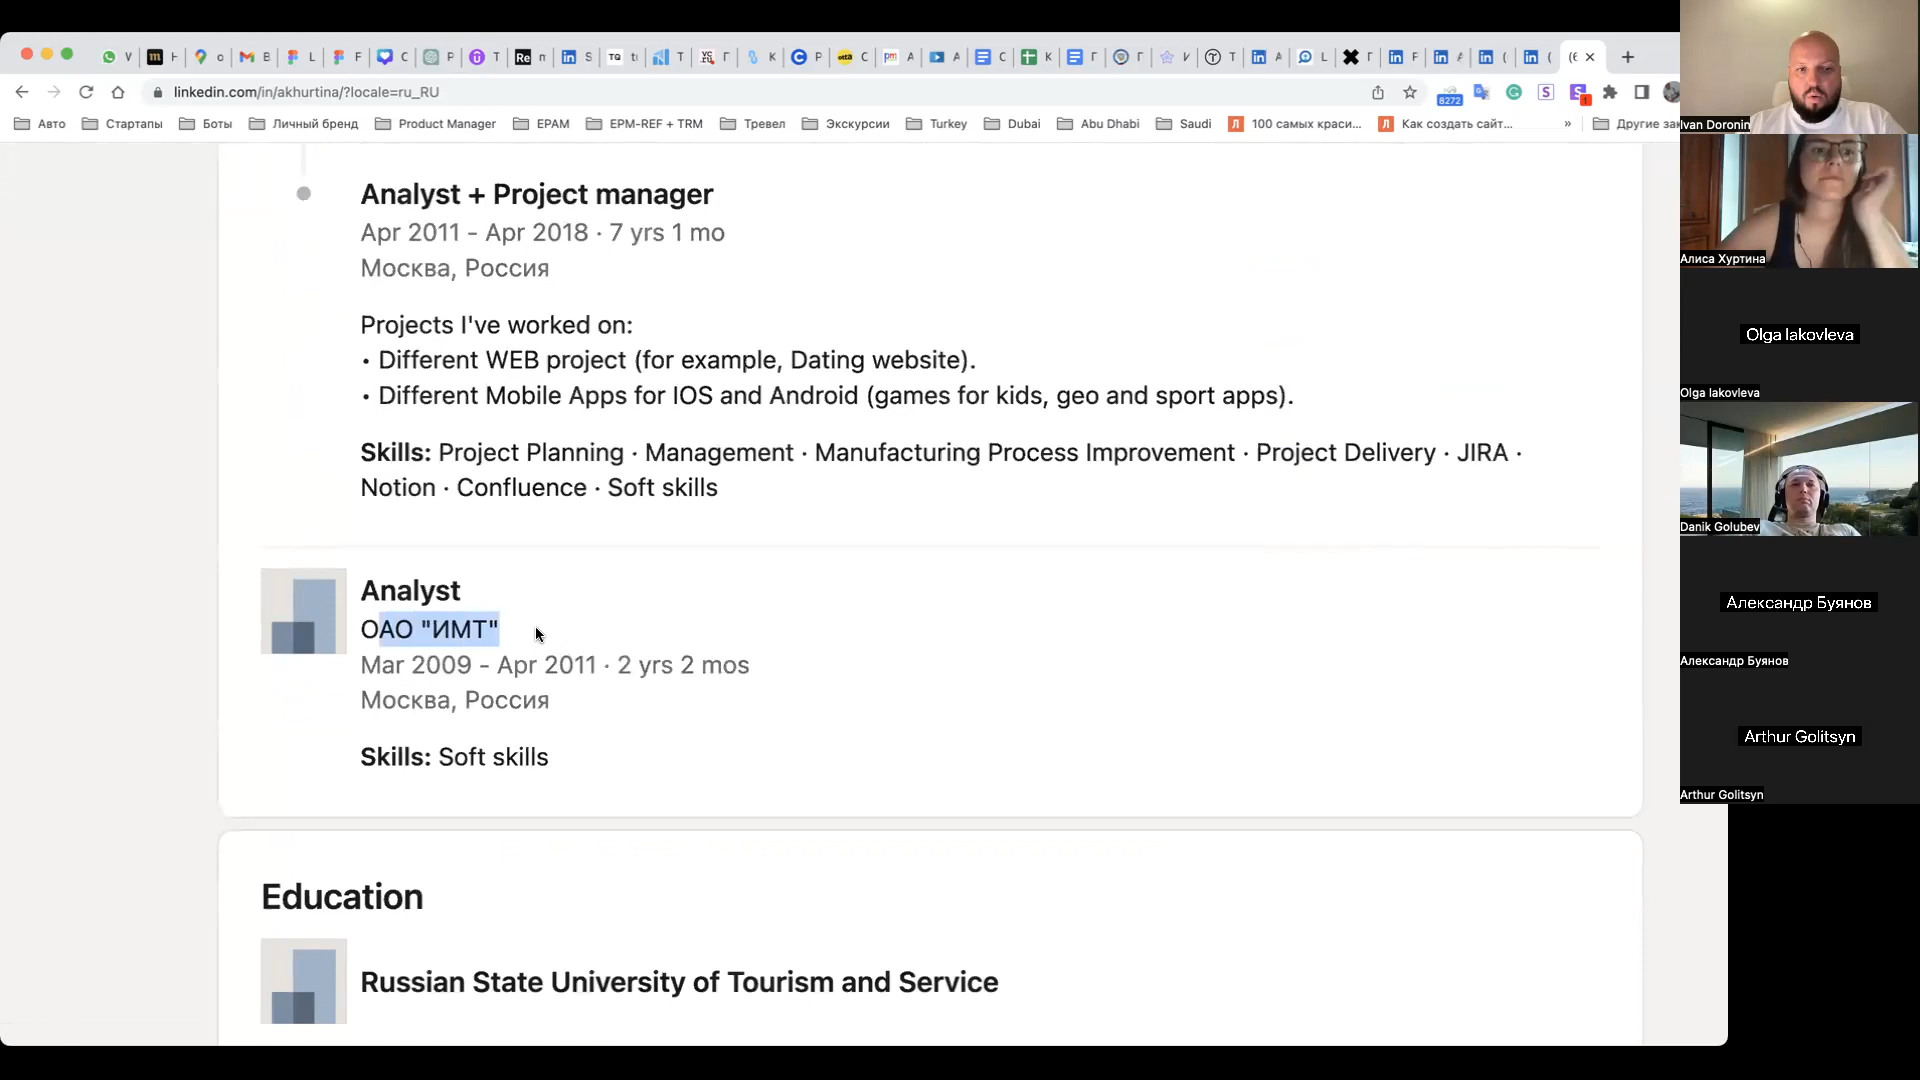 linkedin.com/in/akhurtina/?locale=ru_RU
8272
1
Авто
Стартапы
Боты
Личный бренд
Product Manager
EPAM
EPM-REF + TRM
Тревел
Экскурсии
Turkey
Dubai
Abu Dhabi
Saudi
100 самых краси...
Как создать сайт...
»
Другие зак
Analyst + Project manager
Apr 2011 - Apr 2018 · 7 yrs 1 mo
Москва, Россия
Projects I've worked on:
• Different WEB project (for example, Dating website).
• Different Mobile Apps for IOS and Android (games for kids, geo and sport apps).
Skills: Project Planning · Management · Manufacturing Process Improvement · Project Delivery · JIRA ·
Notion · Confluence · Soft skills
Analyst
ОАО "ИМТ"
Mar 2009 - Apr 2011 · 2 yrs 2 mos
Москва, Россия
Skills: Soft skills
Education
Russian State University of Tourism and Service
Ivan Doronin
Алиса Хуртина
Olga Iakovleva
Olga Iakovleva
Danik Golubev
Александр Буянов
Александр Буянов
Arthur Golitsyn
Arthur Golitsyn